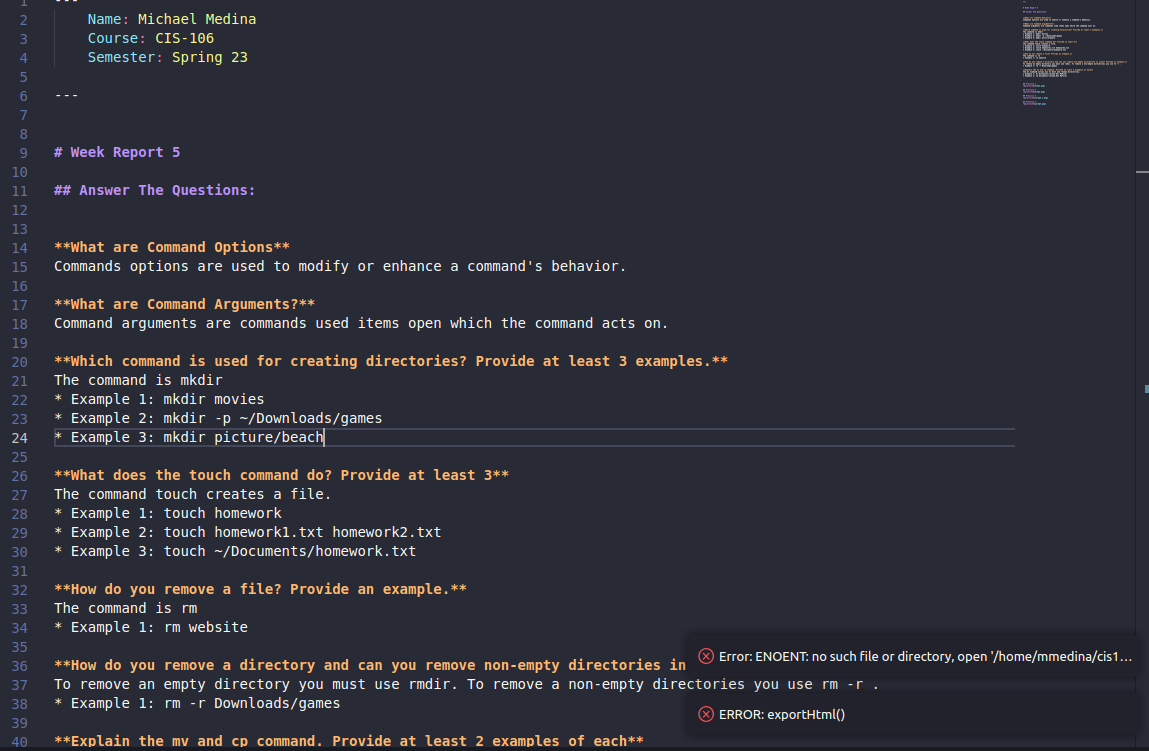 1 ---
2 Name: Michael Medina
3 Course: CIS-106
4 Semester: Spring 23
5
6 ---
7
8
9 # Week Report 5
10
11 ## Answer The Questions:
12
13
14 **What are Command Options**
15 Commands options are used to modify or enhance a command's behavior.
16
17 **What are Command Arguments?**
18 Command arguments are commands used items open which the command acts on.
19
20 **Which command is used for creating directories? Provide at least 3 examples.**
21 The command is mkdir
22 * Example 1: mkdir movies
23 * Example 2: mkdir -p ~/Downloads/games
24 * Example 3: mkdir picture/beach
25
26 **What does the touch command do? Provide at least 3**
27 The command touch creates a file.
28 * Example 1: touch homework
29 * Example 2: touch homework1.txt homework2.txt
30 * Example 3: touch ~/Documents/homework.txt
31
32 **How do you remove a file? Provide an example.**
33 The command is rm
34 * Example 1: rm website
35
36 **How do you remove a directory and can you remove non-empty directories in
37 To remove an empty directory you must use rmdir. To remove a non-empty directories you use rm -r .
38 * Example 1: rm -r Downloads/games
39
40 **Explain the mv and cp command. Provide at least 2 examples of each**
Error: ENOENT: no such file or directory, open '/home/mmedina/cis1...
ERROR: exportHtml()